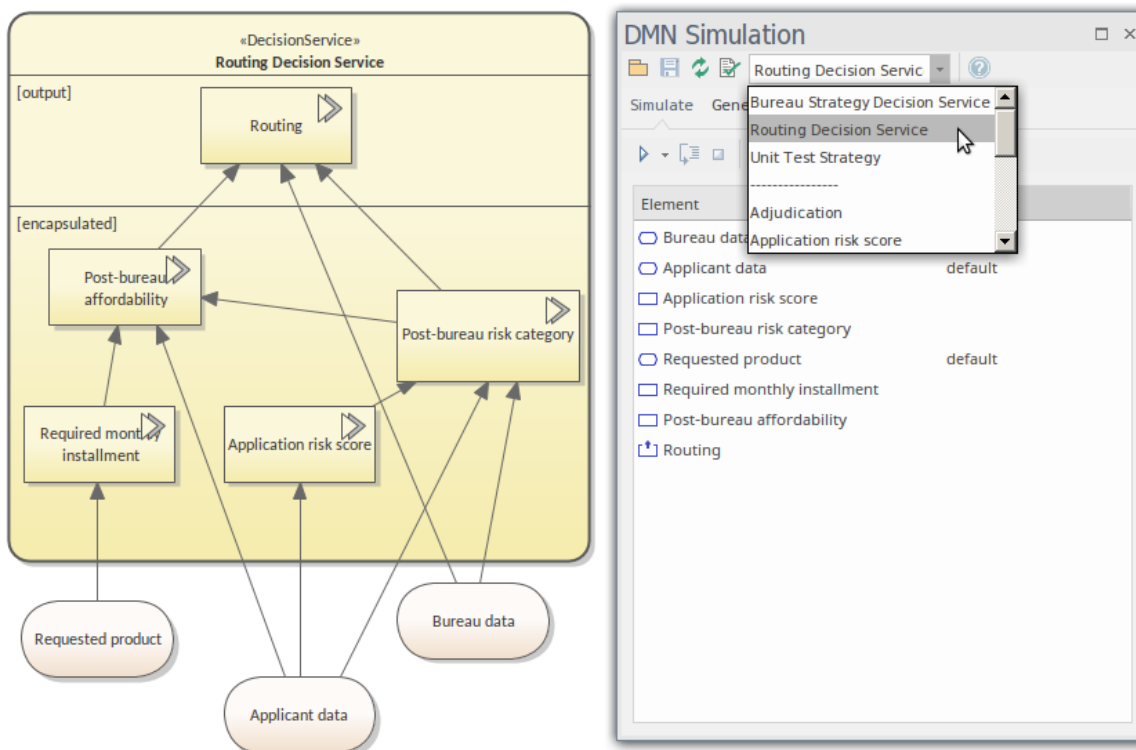 «DecisionService»
Routing Decision Service
[output]
Routing
[encapsulated]
Post-bureau
affordability
Post-bureau risk category
Required monthly
installment
Application risk score
Requested product
Bureau data
Applicant data
DMN Simulation
Routing Decision Servic
Simulate
Bureau Strategy Decision Service
Routing Decision Service
Unit Test Strategy
----------------
Adjudication
Application risk score
Element
Bureau data
Applicant data default
Application risk score
Post-bureau risk category
Requested product default
Required monthly installment
Post-bureau affordability
Routing